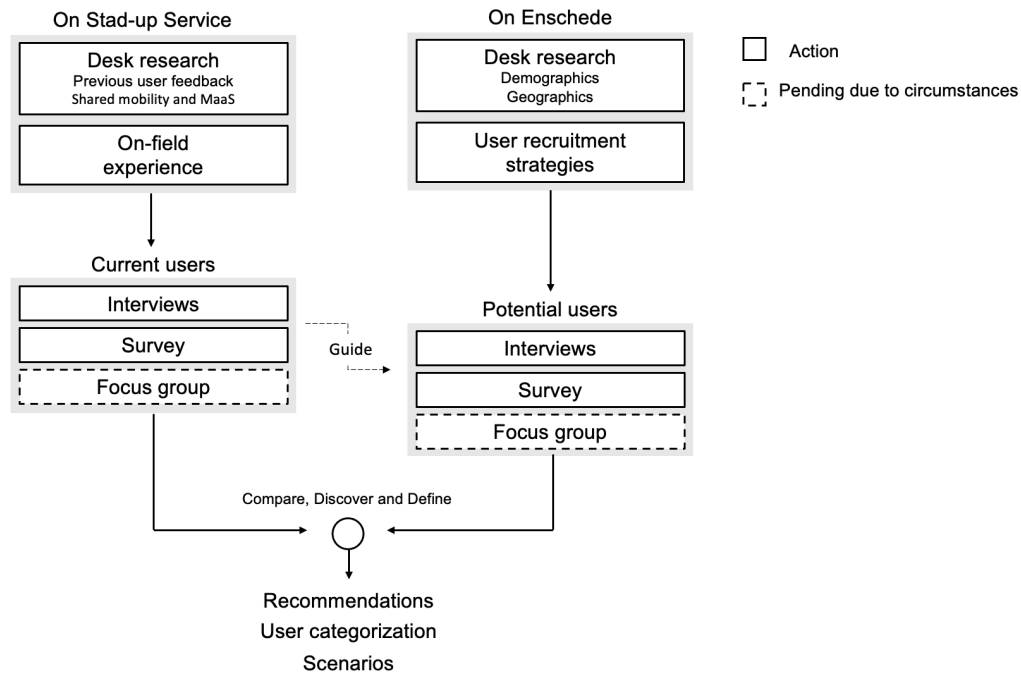 On Stad-up Service
Desk research
Previous user feedback
Shared mobility and MaaS
On-field
experience
On Enschede
Desk research
Demographics
Geographics
User recruitment
strategies
Action
Pending due to circumstances
Current users
Interviews
Survey
Focus group
Guide
Potential users
Interviews
Survey
Focus group
Compare, Discover and Define
Recommendations
User categorization
Scenarios